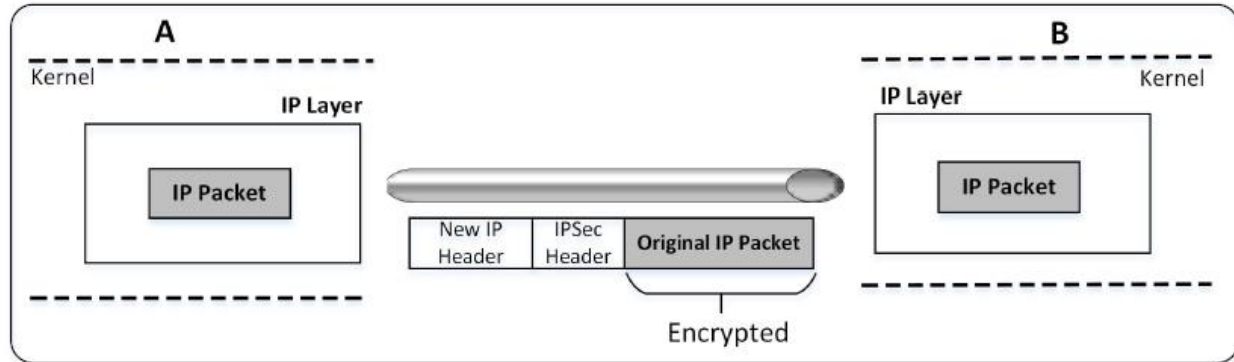 A
B
Kernel
Kernel
IP Layer
IP Layer
IP Packet
IP Packet
New IP
Header
IPSec
Header
Original IP Packet
Encrypted